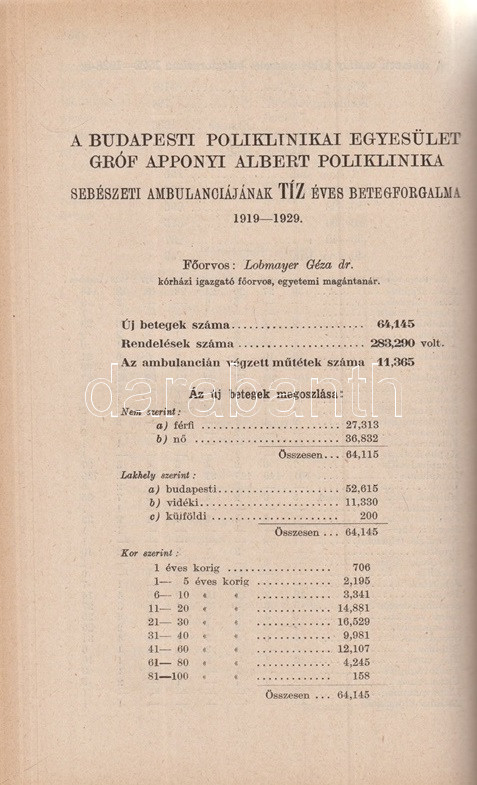 A BUDAPESTI POLIKLINIKAI EGYESÜLET
GRÓF APPONYI ALBERT POLIKLINIKA
SEBÉSZETI AMBULANCIÁJÁNAK TÍZ ÉVES BETEGFORGALMA
1919—1929.
Főorvos: Lobmayer Géza dr.
kórházi igazgató főorvos, egyetemi magántanár.
Új betegek száma...................... 64,145
Rendelések száma...................... 283,290 volt.
Az ambulancián végzett műtétek száma 11,365
darabanth
Az új betegek megoszlása:
Nem szerint:
a) férfi ...................... 27,313
b) nő ...................... 36,832
Összesen... 64,115
Lakhely szerint:
a) budapesti...................... 52,615
b) vidéki...................... 11,330
c) külföldi ...................... 200
Összesen ... 64,145
Kor szerint:
1 éves korig .................. 706
1— 5 éves korig ............. 2,195
6— 10 « « ............. 3,341
11— 20 « « ............. 14,881
21— 30 « « ............. 16,529
31— 40 « « ............. 9,981
41— 60 « « ............. 12,107
61— 80 « « ............. 4,245
81—100 « « ............. 158
Összesen ... 64,145